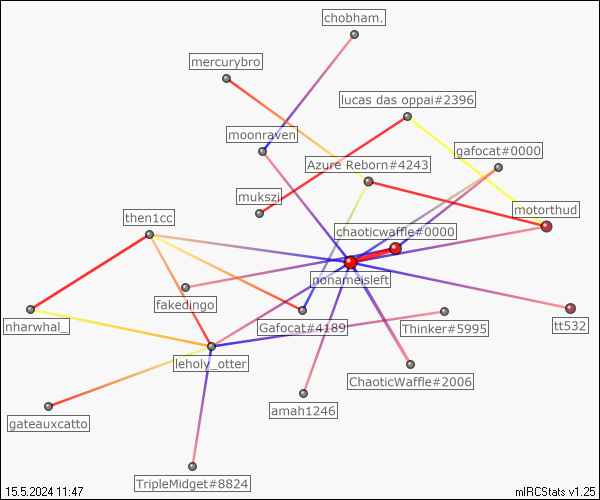 chobham.
mercurybro
lucas das oppai#2396
moonraven
gafocat#0000
Azure Reborn#4243
mukszi
motorthud
then1cc
chaoticwaffle#0000
nonameisleft
fakedingo
nharwhal_
Gafocat#4189
Thinker#5995
tt532
leholy_otter
ChaoticWaffle#2006
amah1246
gateauxcatto
TripleMidget#8824
15.5.2024 11:47
mIRCStats v1.25